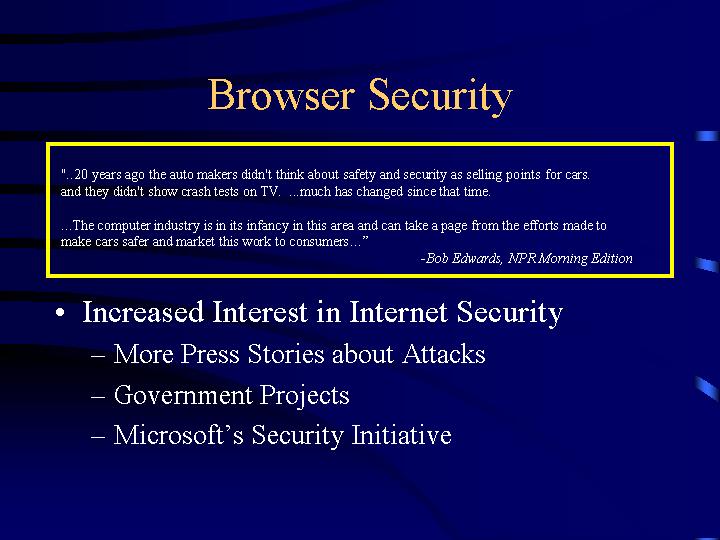 Browser Security
"..20 years ago the auto makers didn't think about safety and security as selling points for cars.
and they didn't show crash tests on TV.  ...much has changed since that time.
...The computer industry is in its infancy in this area and can take a page from the efforts made to
make cars safer and market this work to consumers…”
-Bob Edwards, NPR Morning Edition
• Increased Interest in Internet Security
– More Press Stories about Attacks
– Government Projects
– Microsoft’s Security Initiative